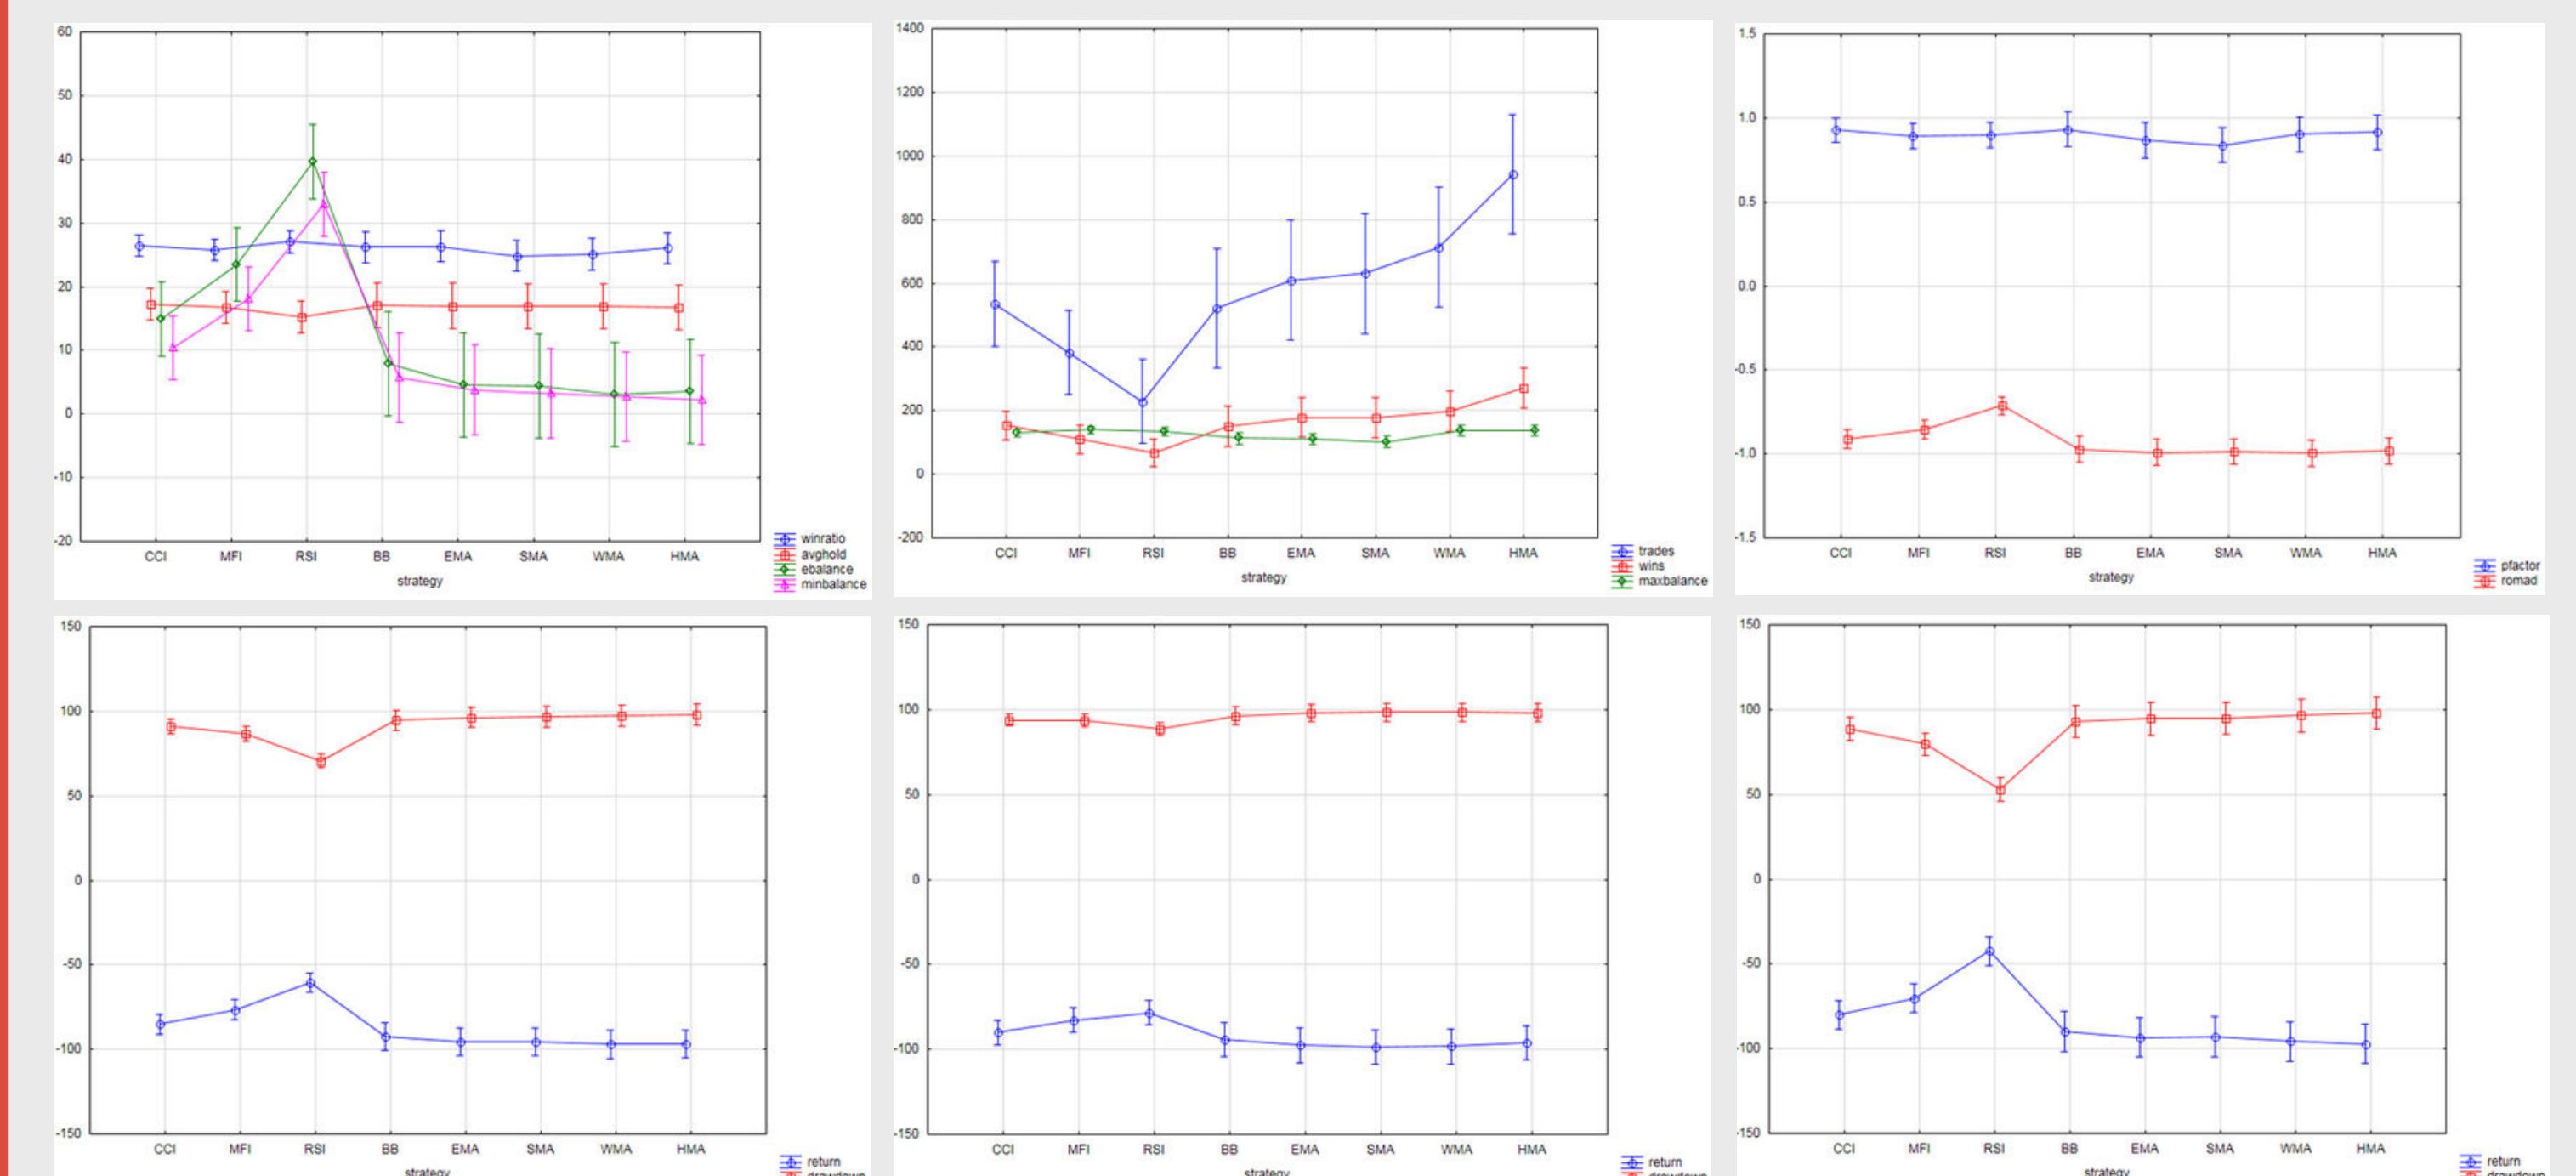 60
50
40
30
20
10
0
-10
-20
CCI MFI RSI BB EMA SMA WMA HMA
strategy
winratio
avghold
ebalance
minbalance
1400
1200
1000
800
600
400
200
0
-200
CCI MFI RSI BB EMA SMA WMA HMA
strategy
trades
wins
maxbalance
1.5
1.0
0.5
0.0
-0.5
-1.0
-1.5
CCI MFI RSI BB EMA SMA WMA HMA
strategy
pfactor
romad
150
100
50
0
-50
-100
-150
CCI MFI RSI BB EMA SMA WMA HMA
strategy
return
drawdown
150
100
50
0
-50
-100
-150
CCI MFI RSI BB EMA SMA WMA HMA
strategy
return
drawdown
150
100
50
0
-50
-100
-150
CCI MFI RSI BB EMA SMA WMA HMA
strategy
return
drawdown